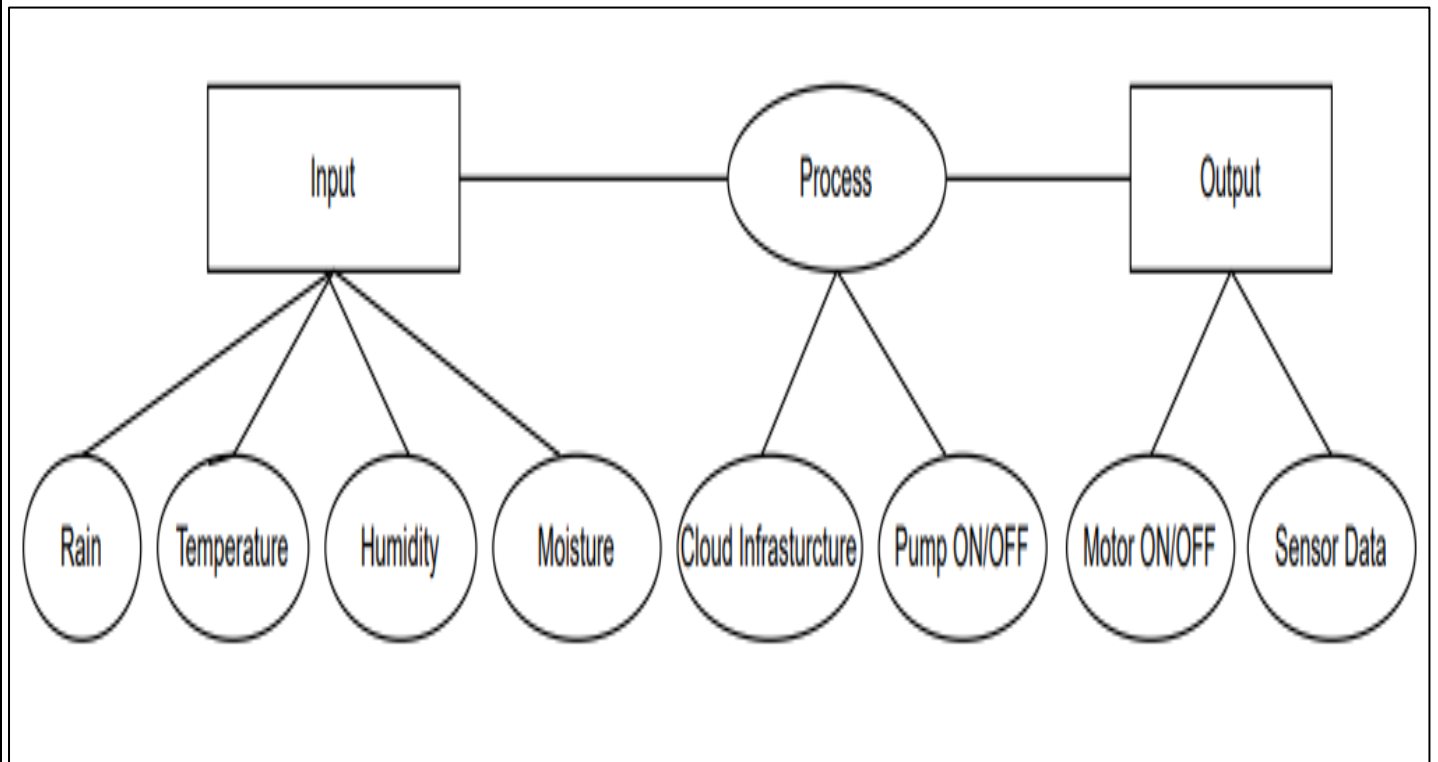 Input
Process
Output
Rain
Temperature
Humidity
Moisture
Cloud Infrasturcture
Pump ON/OFF
Motor ON/OFF
Sensor Data